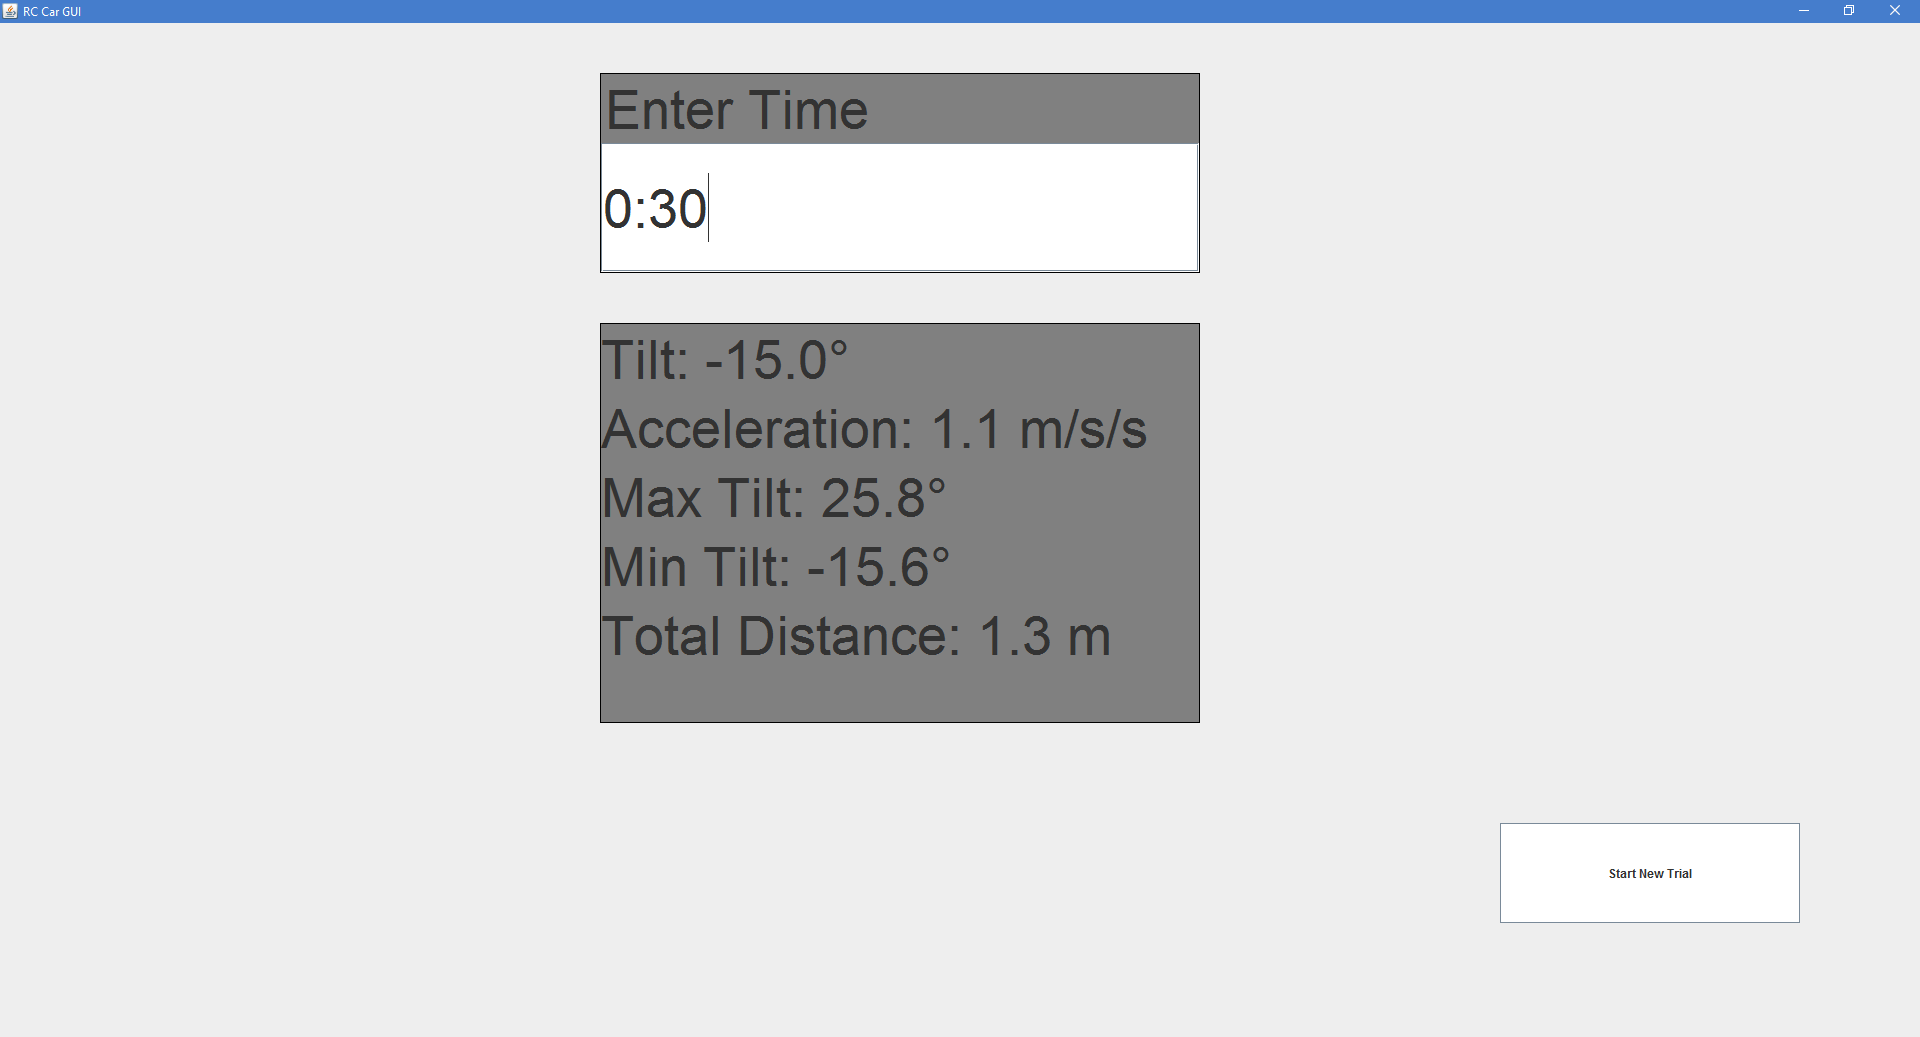 RC Car GUI
Enter Time
0:30
Tilt: -15.0°
Acceleration: 1.1 m/s/s
Max Tilt: 25.8°
Min Tilt: -15.6°
Total Distance: 1.3 m
Start New Trial